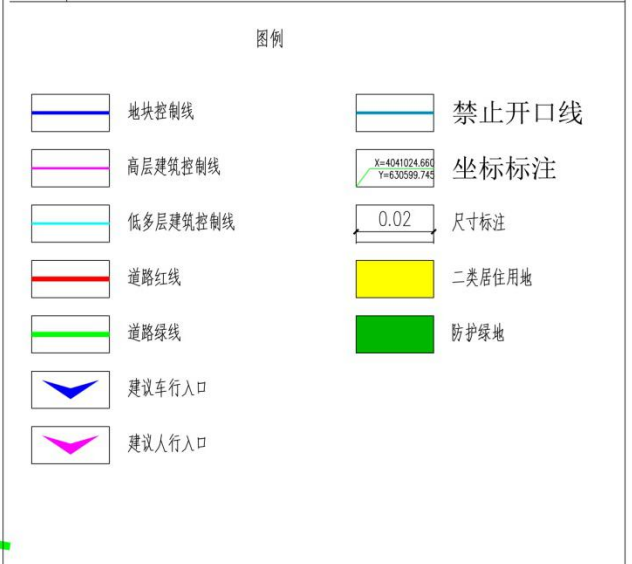 图例
地块控制线
高层建筑控制线
低多层建筑控制线
道路红线
道路绿线
建议车行入口
建议人行入口
禁止开口线
X=4041024.660
Y=630599.745
坐标标注
0.02
尺寸标注
二类居住用地
防护绿地